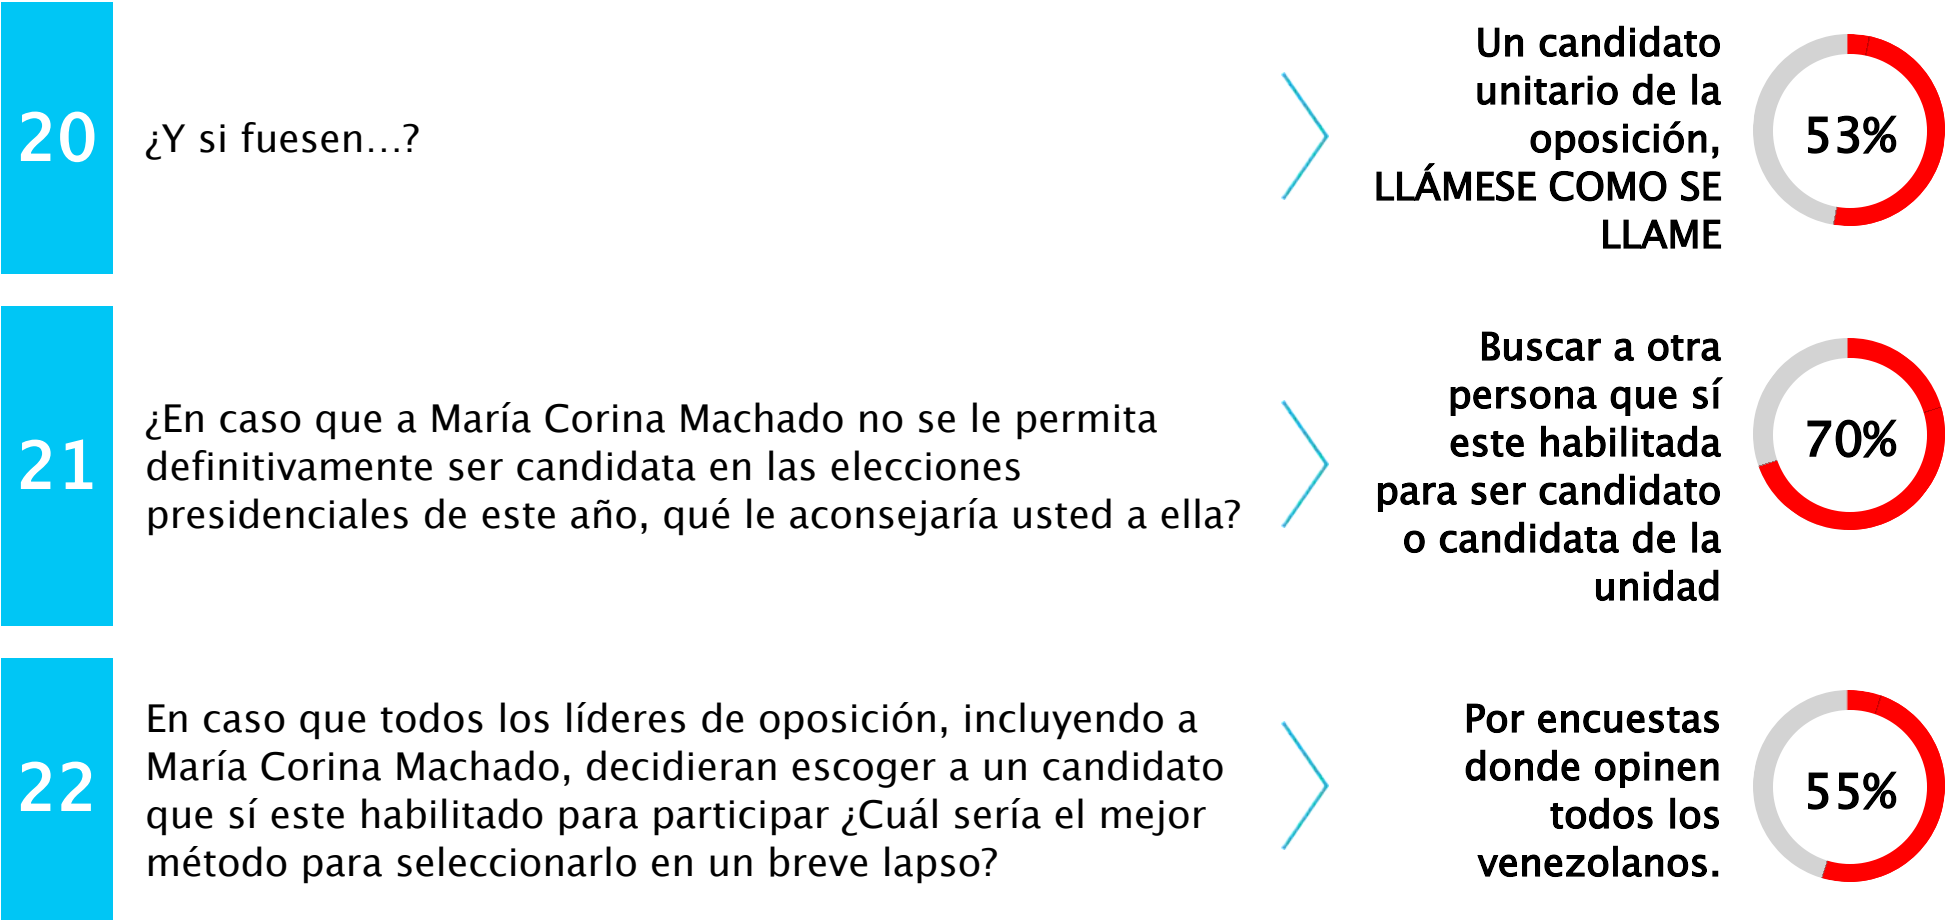 20
¿Y si fuesen...?
Un candidato
unitario de la
oposición,
LLÁMESE COMO SE
LLAME
53%
21
¿En caso que a María Corina Machado no se le permita
definitivamente ser candidata en las elecciones
presidenciales de este año, qué le aconsejaría usted a ella?
Buscar a otra
persona que sí
este habilitada
para ser candidato
o candidata de la
unidad
70%
22
En caso que todos los líderes de oposición, incluyendo a
María Corina Machado, decidieran escoger a un candidato
que sí este habilitado para participar ¿Cuál sería el mejor
método para seleccionarlo en un breve lapso?
Por encuestas
donde opinen
todos los
venezolanos.
55%